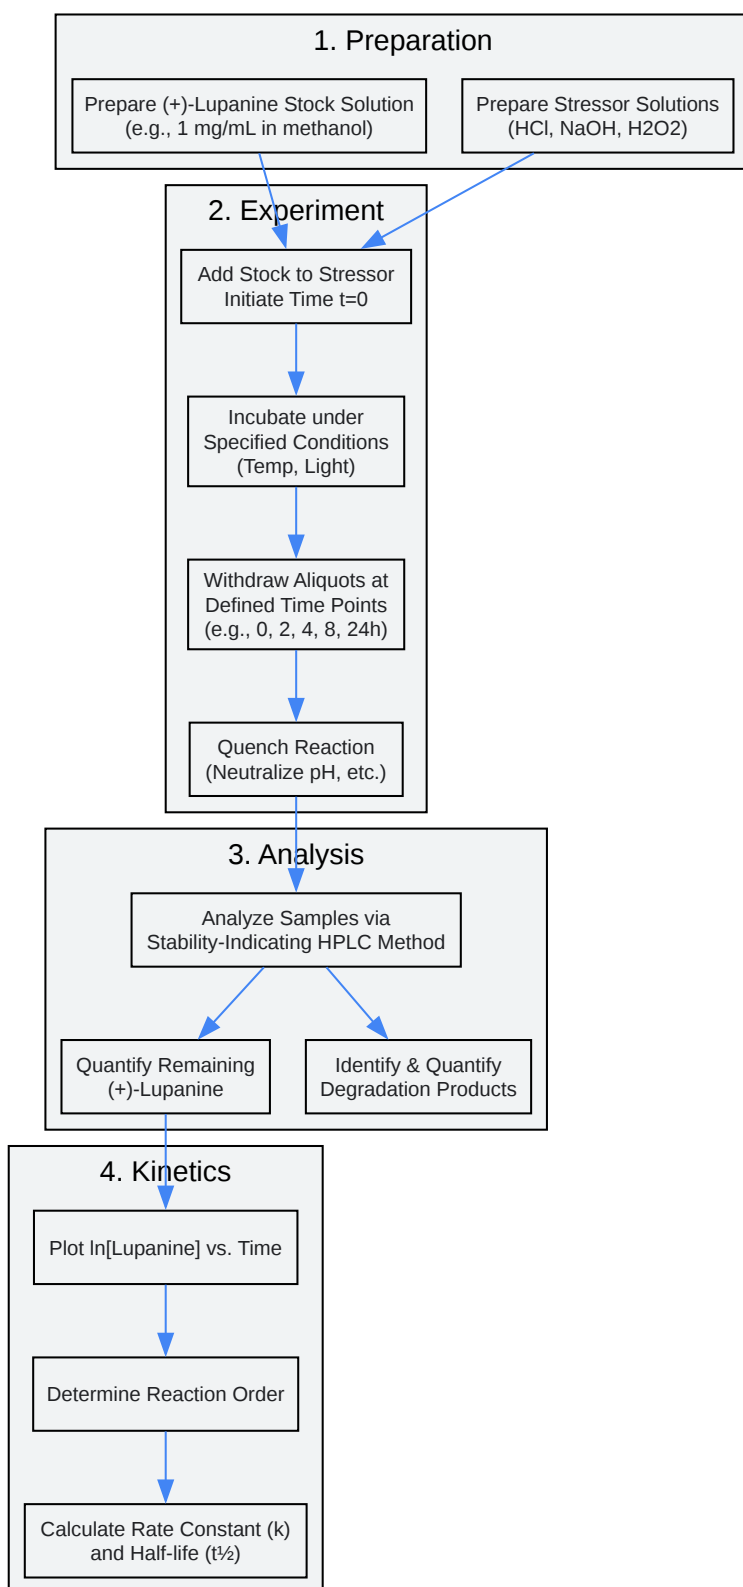 1. Preparation
Prepare (+)-Lupanine Stock Solution
(e.g., 1 mg/mL in methanol)
Prepare Stressor Solutions
(HCl, NaOH, H2O2)
2. Experiment
Add Stock to Stressor
Initiate Time t=0
Incubate under
Specified Conditions
(Temp, Light)
Withdraw Aliquots at
Defined Time Points
(e.g., 0, 2, 4, 8, 24h)
Quench Reaction
(Neutralize pH, etc.)
3. Analysis
Analyze Samples via
Stability-Indicating HPLC Method
Quantify Remaining
(+)-Lupanine
Identify & Quantify
Degradation Products
4. Kinetics
Plot ln[Lupanine] vs. Time
Determine Reaction Order
Calculate Rate Constant (k)
and Half-life (t½)